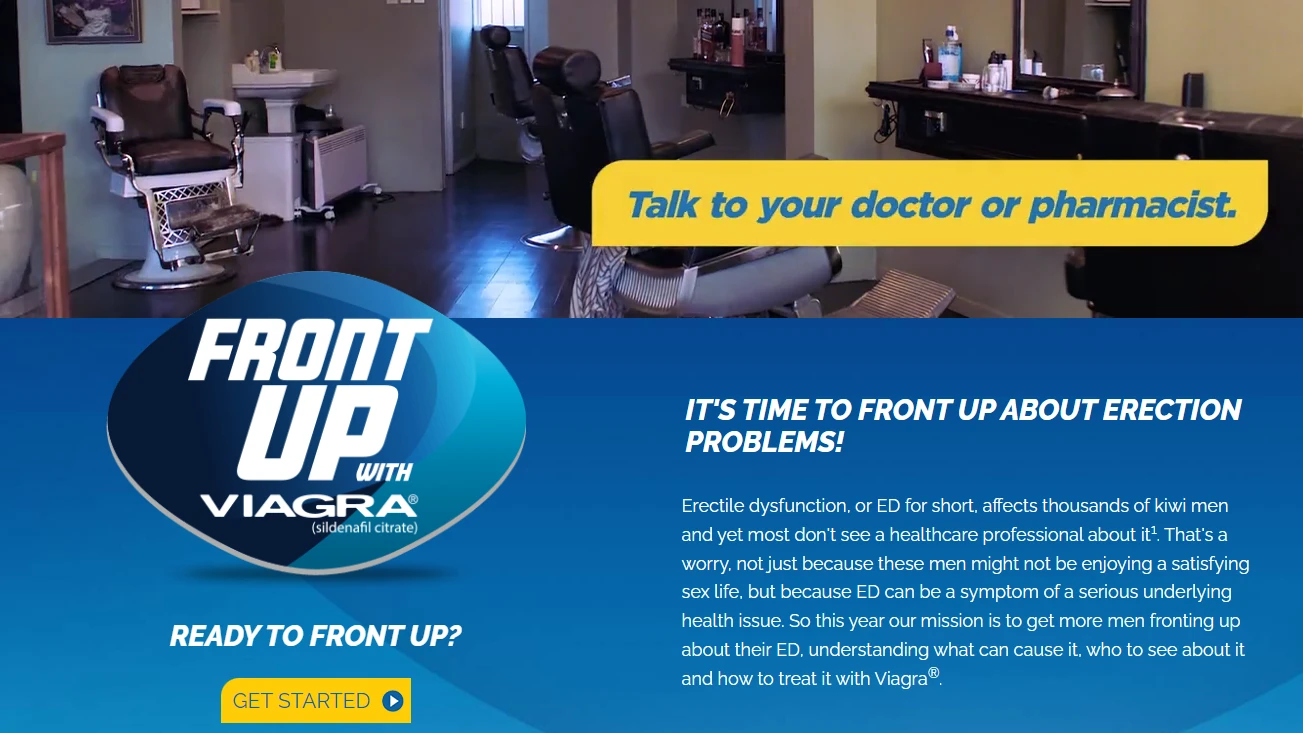 Talk to your doctor or pharmacist.
FRONT
UP WITH
VIAGRA®
(sildenafil citrate)
READY TO FRONT UP?
GET STARTED
IT'S TIME TO FRONT UP ABOUT ERECTION
PROBLEMS!
Erectile dysfunction, or ED for short, affects thousands of kiwi men
and yet most don't see a healthcare professional about it¹. That's a
worry, not just because these men might not be enjoying a satisfying
sex life, but because ED can be a symptom of a serious underlying
health issue. So this year our mission is to get more men fronting up
about their ED, understanding what can cause it, who to see about it
and how to treat it with Viagra®.